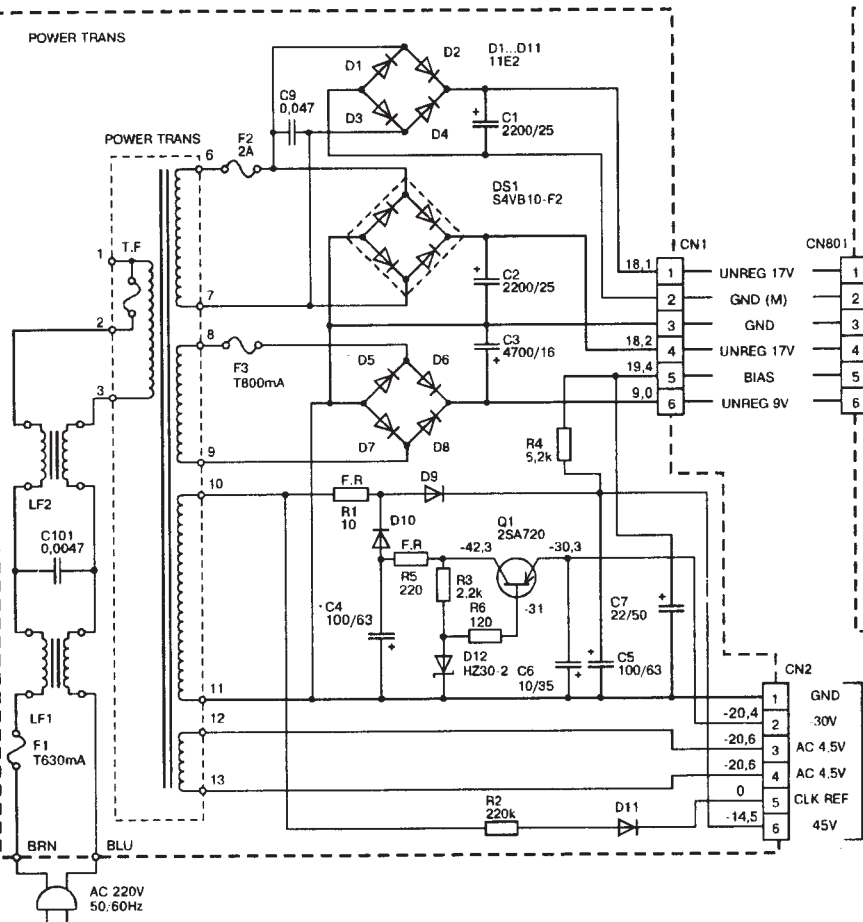 POWER TRANS
D1...D11
11E2
D1
D2
D3
D4
C9
0,047
C1
2200/25
POWER TRANS
F2
2A
6
DS1
S4VB10-F2
CN1
CN801
1
T.F
18,1
1
UNREG 17V
1
C2
2200/25
2
GND (M)
2
7
2
3
GND
3
8
C3
4700/16
18,2
4
UNREG 17V
4
F3
T800mA
D5
D6
19,4
5
BIAS
5
3
9,0
6
UNREG 9V
6
D7
D8
R4
9
10
F.R
D9
R1
10
LF2
D10
Q1
2SA720
C101
0,0047
F.R
-42,3
-30,3
R5
220
R3
2.2k
C4
100/63
R6
120
-31
C7
22/50
D12
HZ30-2
C6
10/35
C5
100/63
CN2
11
1
GND
LF1
12
-20,4
2
-30V
F1
T630mA
-20,6
3
AC 4,5V
13
-20,6
4
AC 4,5V
R2
220k
D11
0
5
CLK REF
-14,5
6
45V
BRN
BLU
AC 220V
50/60Hz